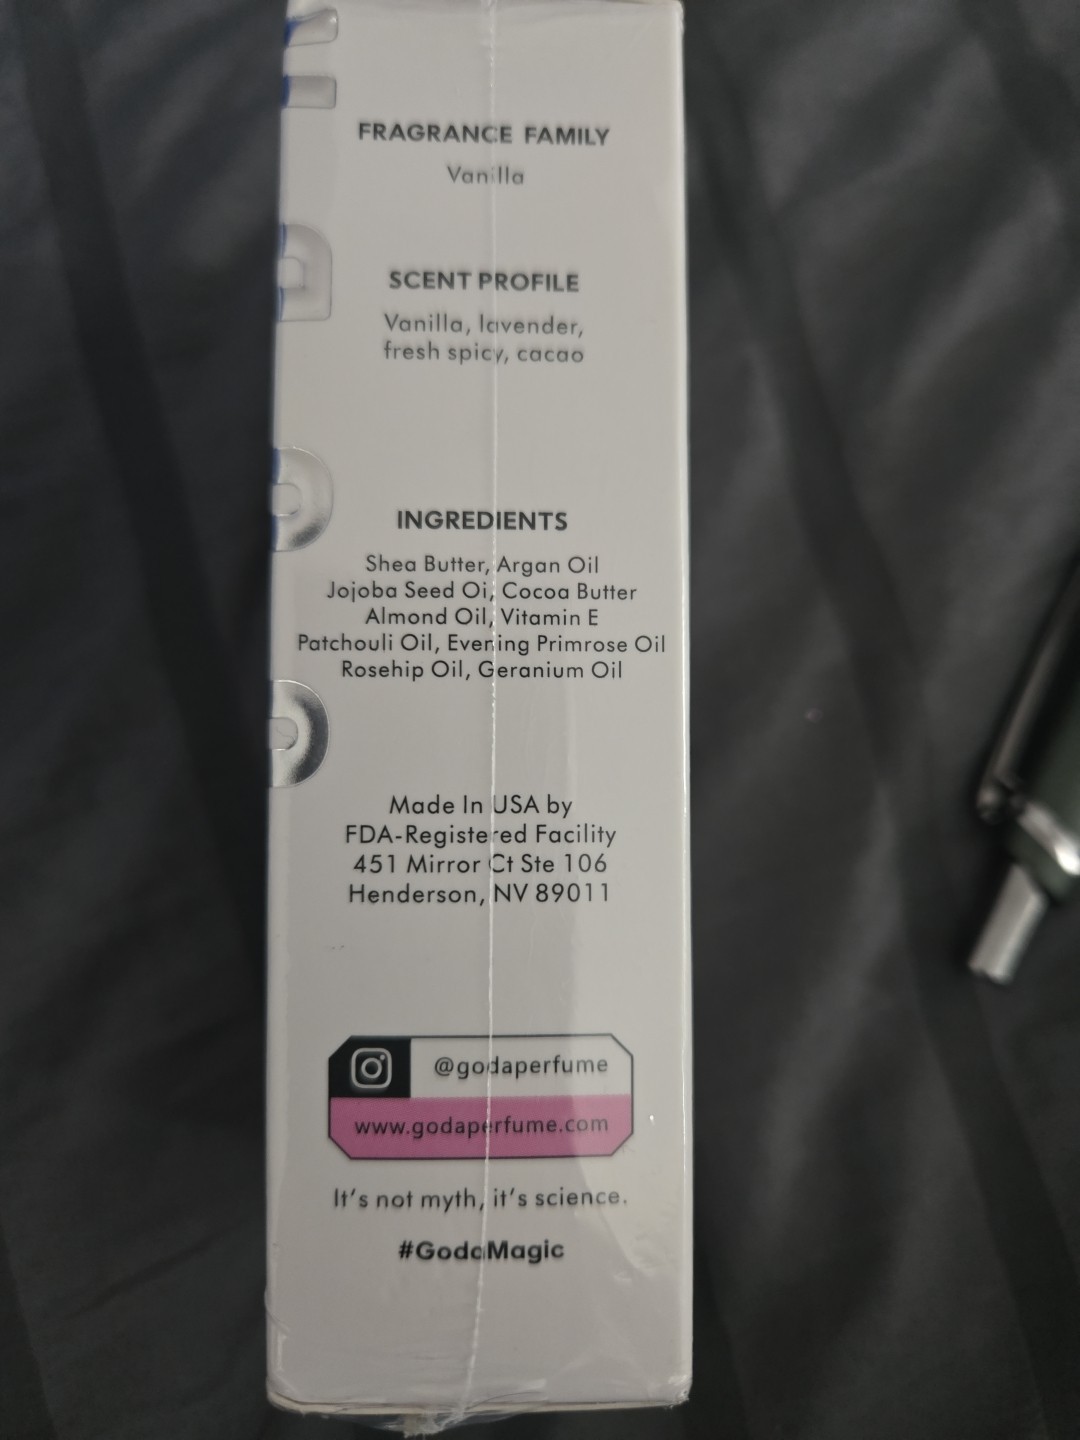 FRAGRANCE FAMILY
Vanilla
SCENT PROFILE
Vanilla, lavender,
fresh spicy, cacao
INGREDIENTS
Shea Butter, Argan Oil
Jojoba Seed Oi, Cocoa Butter
Almond Oil, Vitamin E
Patchouli Oil, Evening Primrose Oil
Rosehip Oil, Geranium Oil
Made In USA by
FDA-Registered Facility
451 Mirror Ct Ste 106
Henderson, NV 89011
@godaperfume
www.godaperfume.com
It's not myth, it's science.
#GodaMagic